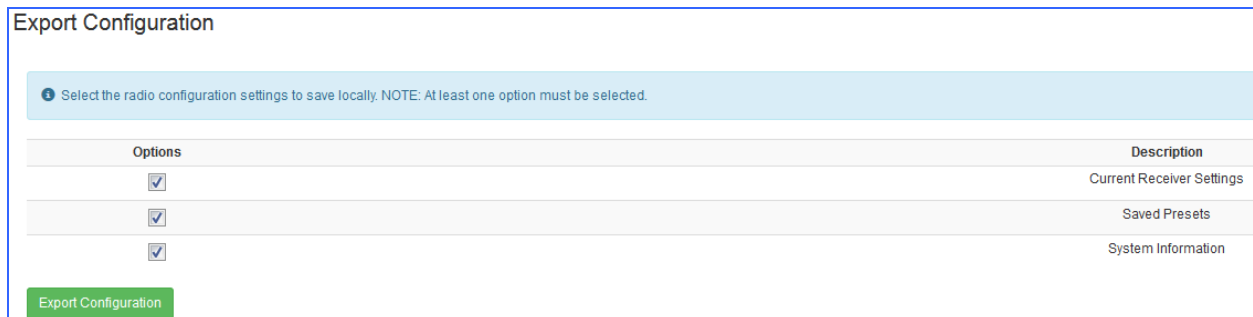 Export Configuration
Select the radio configuration settings to save locally. NOTE: At least one option must be selected.
Options Description
Current Receiver Settings
Saved Presets
System Information
Export Configuration